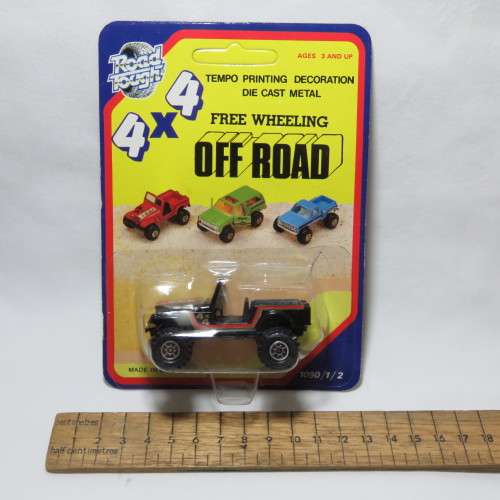 Road
Tough
AGES 3 AND UP
TEMPO PRINTING DECORATION
DIE CAST METAL
4x4
FREE WHEELING
OFF ROAD
MADE IN
1090/1/2
centimetres
1 2 3 4 5 6 7 8 9 10 11 12 13 14 15 16 17 18
half centimetres